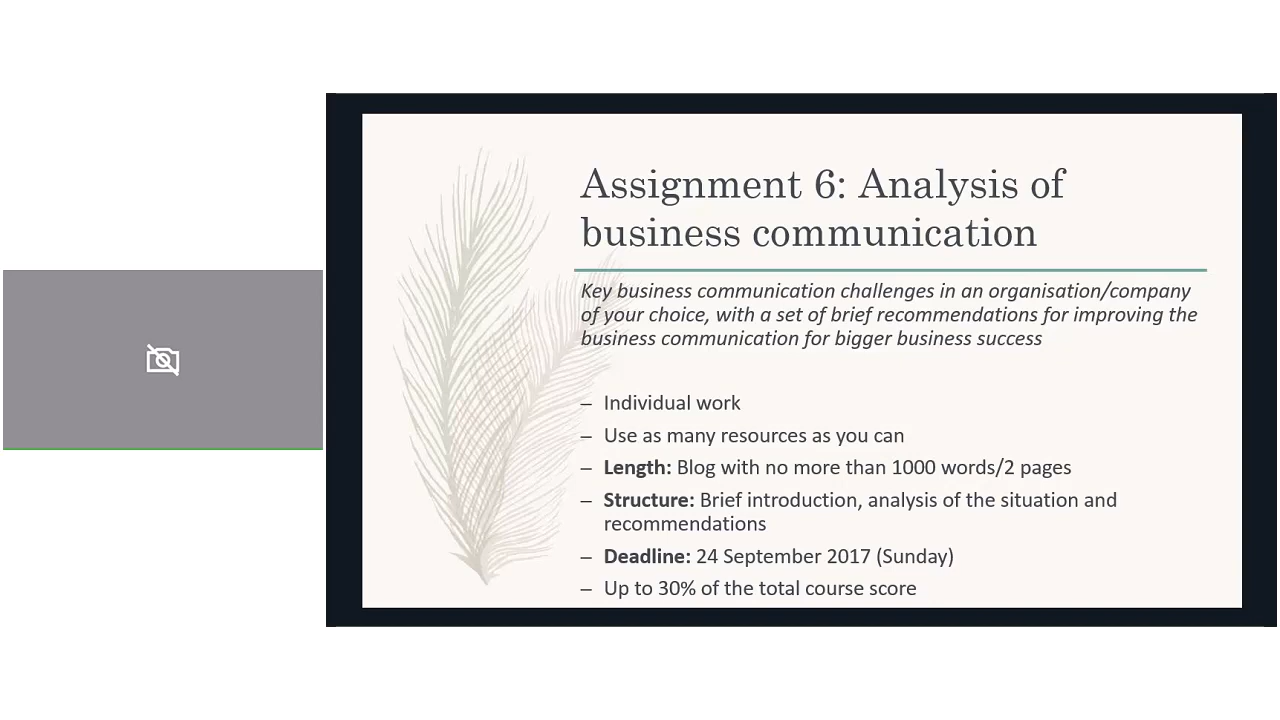 Assignment 6: Analysis of
business communication
Key business communication challenges in an organisation/company
of your choice, with a set of brief recommendations for improving the
business communication for bigger business success
– Individual work
– Use as many resources as you can
– Length: Blog with no more than 1000 words/2 pages
– Structure: Brief introduction, analysis of the situation and
recommendations
– Deadline: 24 September 2017 (Sunday)
– Up to 30% of the total course score